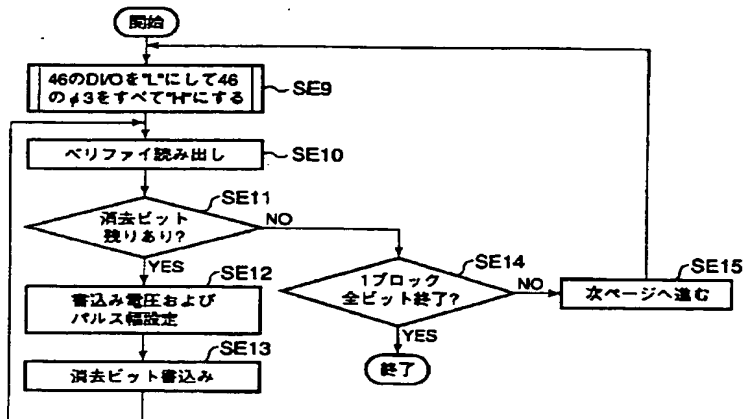 開始
46のDI/Oを"L"にして46
のφ3をすべて"H"にする
SE9
ベリファイ読み出し
SE10
SE11
消去ビット
残りあり?
NO
YES
SE12
書込み電圧および
パルス幅設定
SE13
消去ビット書込み
SE14
1ブロック
全ビット終了?
NO
YES
終了
SE15
次ページへ進む